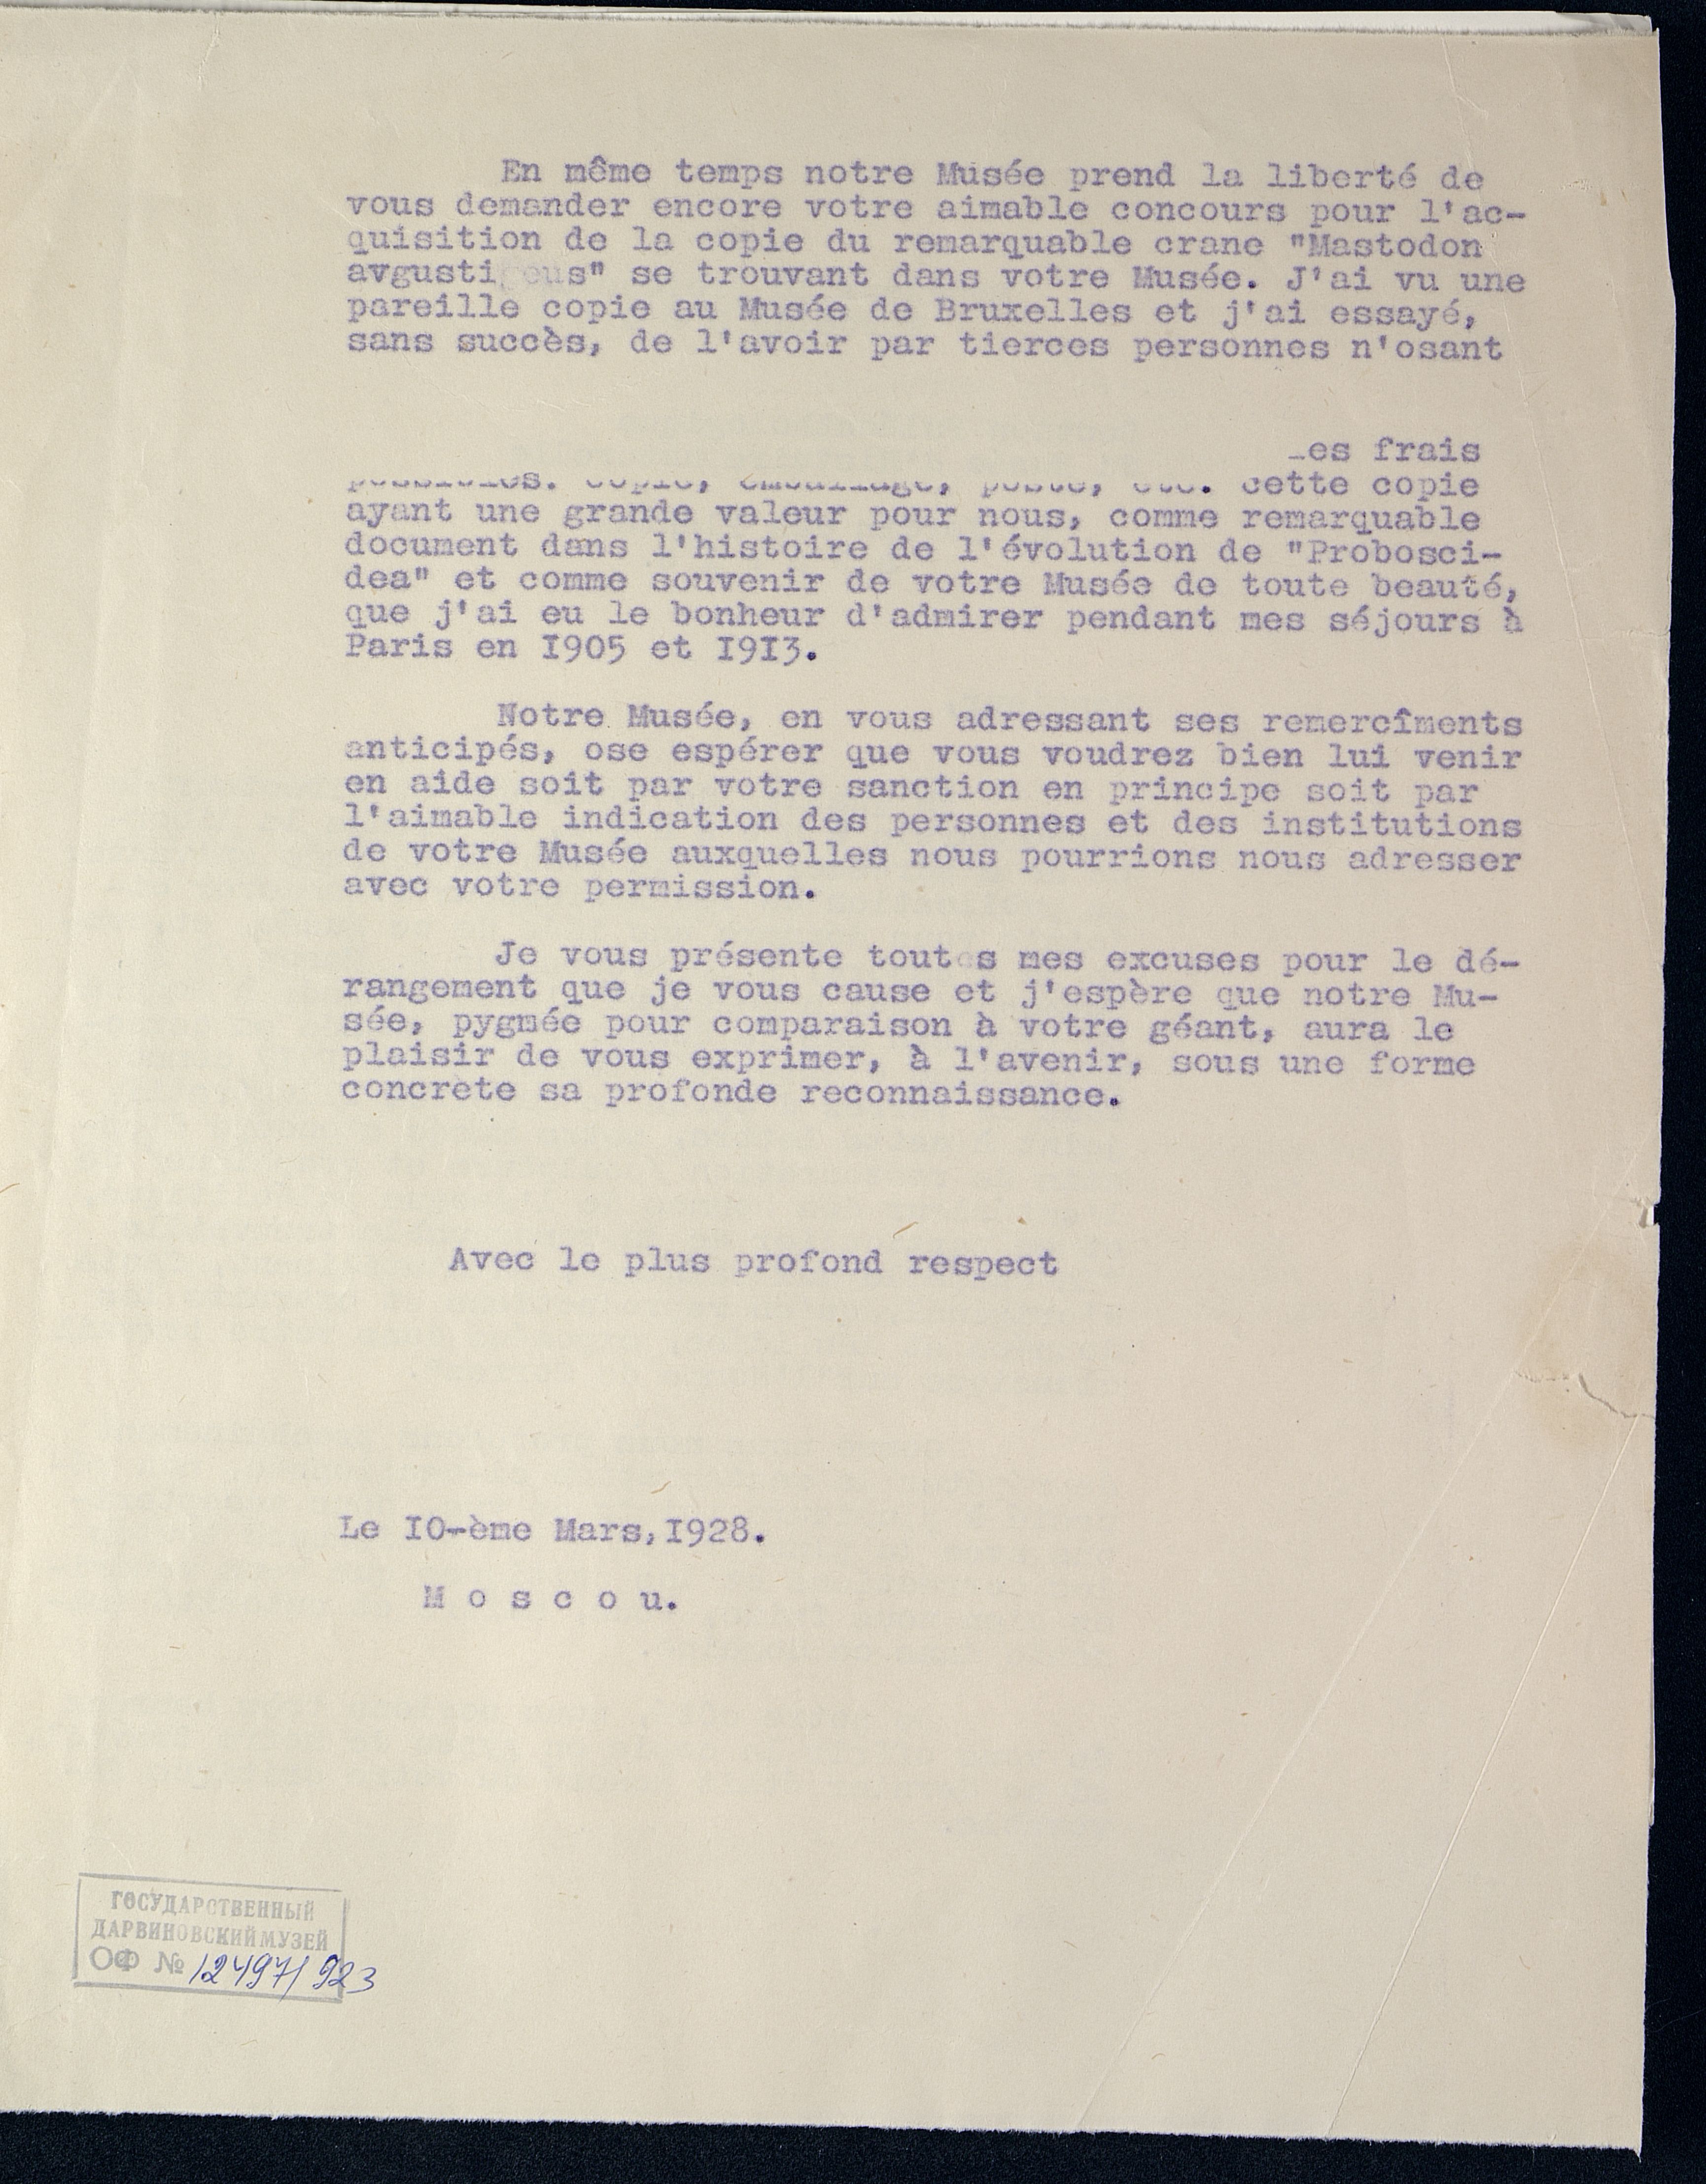 En même temps notre Musée prend la liberté de
vous demander encore votre aimable concours pour l'ac-
quisition de la copie du remarquable crane "Mastodon
se trouvant dans votre Musée. J'ai vu une
pareille copie au Musée de Bruxelles et j'ai essayé,
sans succès, de l'avoir par tierces personnes n'osant
frais
cette copie
ayant une grande valeur pour nous, comme remarquable
document dans l'histoire de l'évolution de "Probosci-
dea" et comme souvenir de votre Musée de toute beauté,
que j'ai eu le bonheur d'admirer pendant mes séjours à
Paris en I905 et I9I3.
Notre Musée, en vous adressant ses remercîments
anticipés, ose espérer que vous voudrez bien lui venir
en aide soit par votre sanction en principe soit par
l'aimable indication des personnes et des institutions
de votre Musée auxquelles nous pourrions nous adresser
avec votre permission.
Je vous présente toutes mes excuses pour le dé-
rangement que je vous cause et j'espère que notre Mu-
sée, pygmée pour comparaison à votre géant, aura le
plaisir de vous exprimer, à l'avenir, sous une forme
concrète sa profonde reconnaissance.
Avec le plus profond respect
Le IO-ème Mars,I928.
M o s c o u.
ГОСУДАРСТВЕННЫЙ
ДАРВИНОВСКИЙ МУЗЕЙ
ОФ № 12497/923